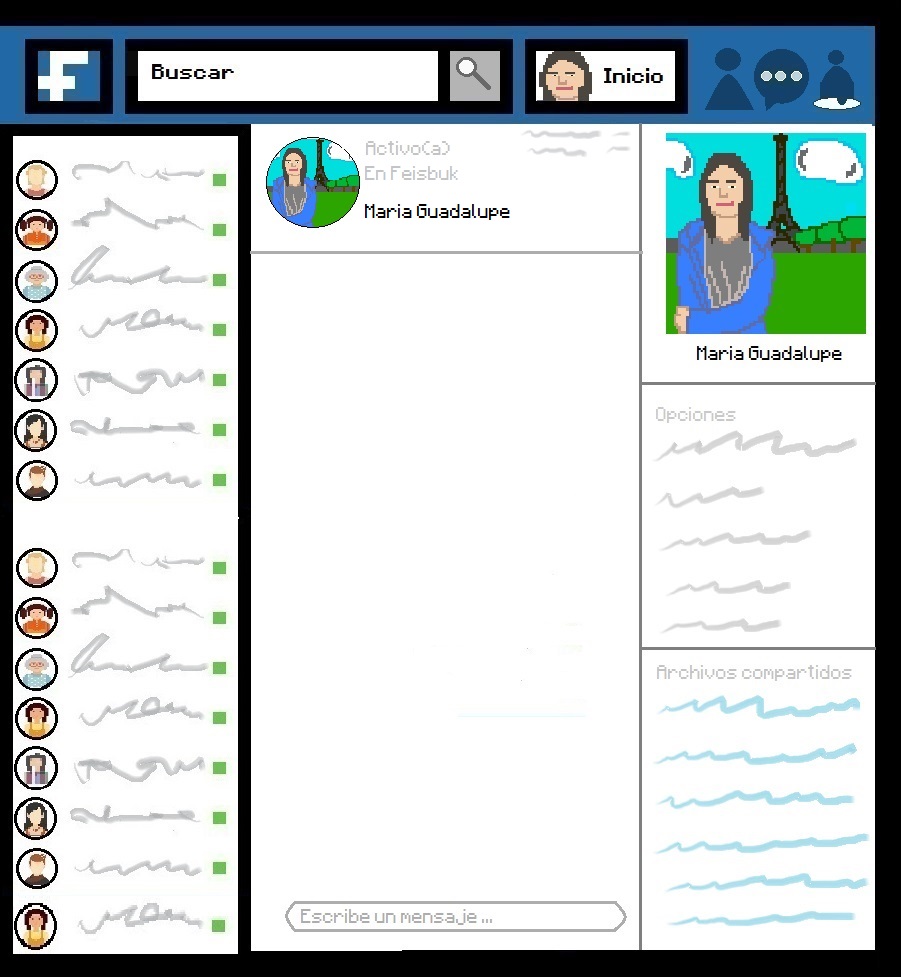 F
Buscar
Inicio
Activo(a)
En Feisbuk
Maria Guadalupe
Maria Guadalupe
Opciones
Archivos compartidos
Escribe un mensaje ...